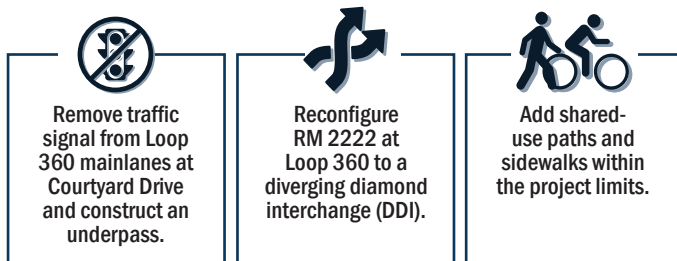 Remove traffic
signal from Loop
360 mainlanes at
Courtyard Drive
and construct an
underpass.
Reconfigure
RM 2222 at
Loop 360 to a
diverging diamond
interchange (DDI).
Add shared-
use paths and
sidewalks within
the project limits.